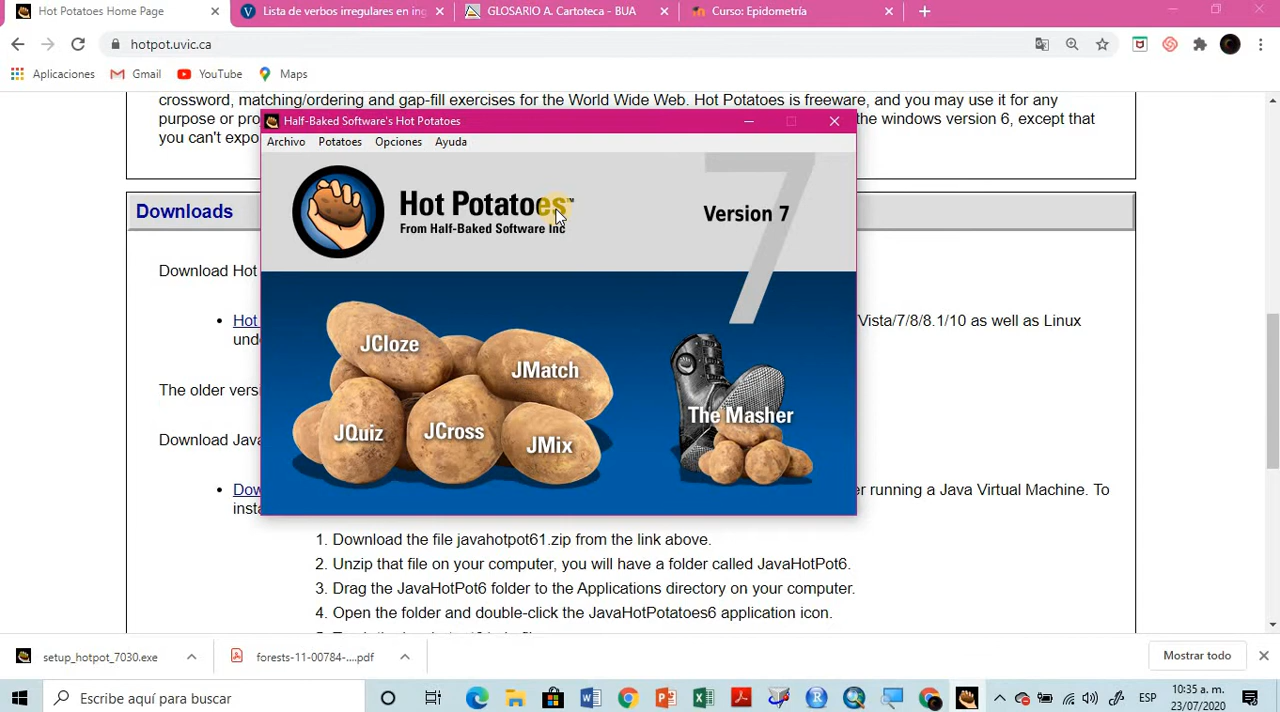 Hot Potatoes Home Page
Lista de verbos irregulares en ing
GLOSARIO A. Cartoteca - BUA
Curso: Epidometría
hotpot.uvic.ca
Aplicaciones
Gmail
YouTube
Maps
crossword, matching/ordering and gap-fill exercises for the World Wide Web. Hot Potatoes is freeware, and you may use it for any
purpose or pro
the windows version 6, except that
you can't expo
Half-Baked Software's Hot Potatoes
Archivo Potatoes Opciones Ayuda
Hot Potatoes™
From Half-Baked Software Inc
Version 7
7
Downloads
Download Hot
Hot
Vista/7/8/8.1/10 as well as Linux
unde
The older versi
Download Java
Dow
er running a Java Virtual Machine. To
insta
JCloze
JMatch
JQuiz
JCross
JMix
The Masher
1. Download the file javahotpot61.zip from the link above.
2. Unzip that file on your computer, you will have a folder called JavaHotPot6.
3. Drag the JavaHotPot6 folder to the Applications directory on your computer.
4. Open the folder and double-click the JavaHotPotatoes6 application icon.
setup_hotpot_7030.exe
forests-11-00784-....pdf
Mostrar todo
Escribe aquí para buscar
ESP
10:35 a. m.
23/07/2020